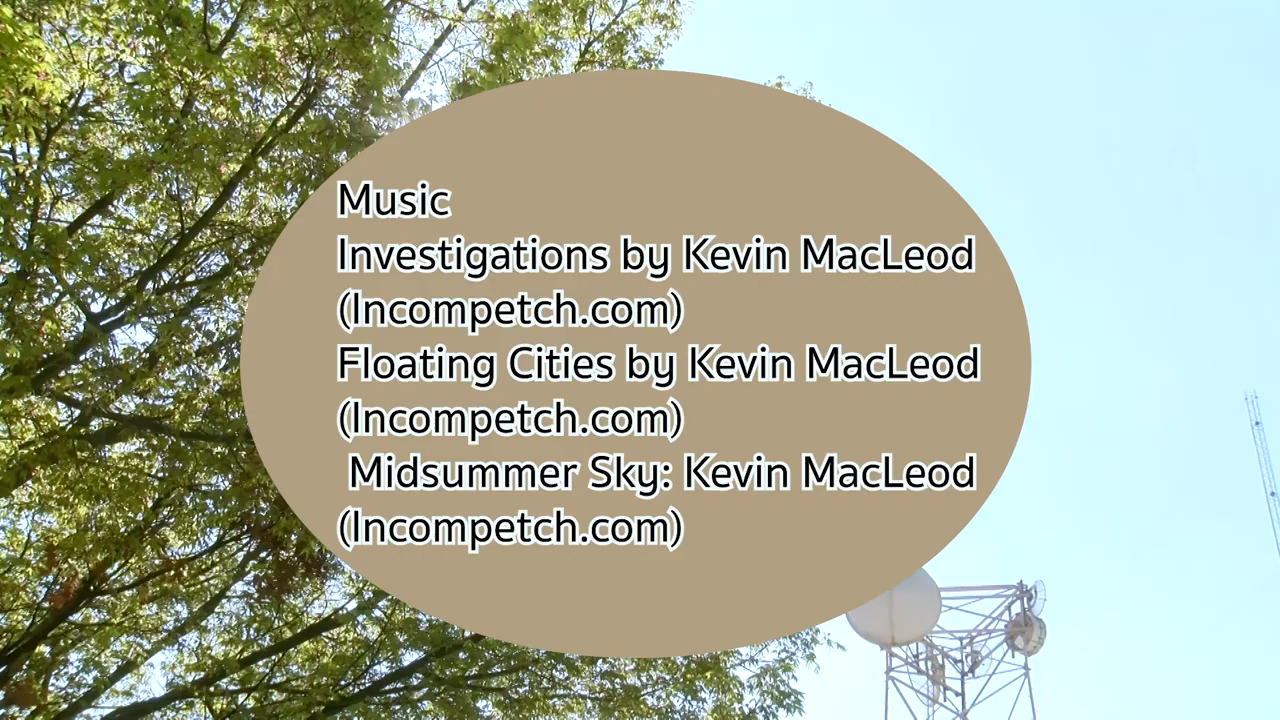 Music
Investigations by Kevin MacLeod
(Incompetch.com)
Floating Cities by Kevin MacLeod
(Incompetch.com)
Midsummer Sky: Kevin MacLeod
(Incompetch.com)